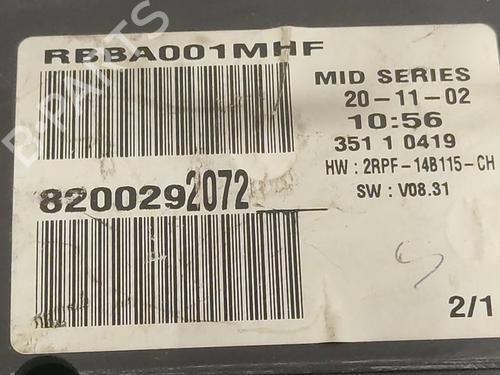 RBBA001MHF
MID SERIES
20-11-02
10:56
351 1 0419
HW : 2RPF-14B115-CH
SW : V08.31
8200292072
2/1
B-PARTS